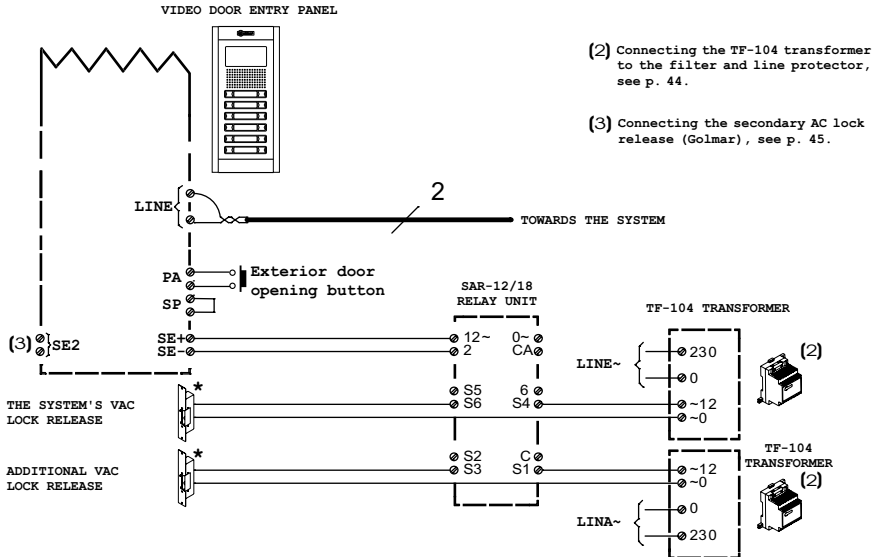 VIDEO DOOR ENTRY PANEL
(2) Connecting the TF-104 transformer
to the filter and line protector,
see p. 44.
(3) Connecting the secondary AC lock
release (Golmar), see p. 45.
LINE
2
TOWARDS THE SYSTEM
PA
Exterior door
opening button
SP
SAR-12/18
RELAY UNIT
TF-104 TRANSFORMER
(3) SE2
SE+
SE-
12~ 0~
2 CA
LINE~
230
0
(2)
THE SYSTEM'S VAC
LOCK RELEASE
*
S5 6
S6 S4
~12
~0
ADDITIONAL VAC
LOCK RELEASE
*
S2 C
S3 S1
TF-104
TRANSFORMER
(2)
~12
~0
LINA~
0
230